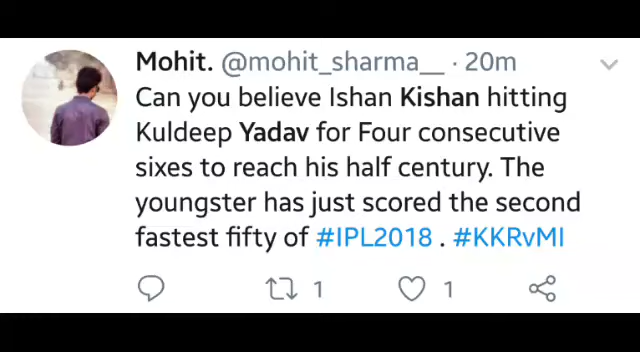 Mohit. @mohit_sharma__ · 20m
Can you believe Ishan Kishan hitting
Kuldeep Yadav for Four consecutive
sixes to reach his half century. The
youngster has just scored the second
fastest fifty of #IPL2018 . #KKRvMI
1 1